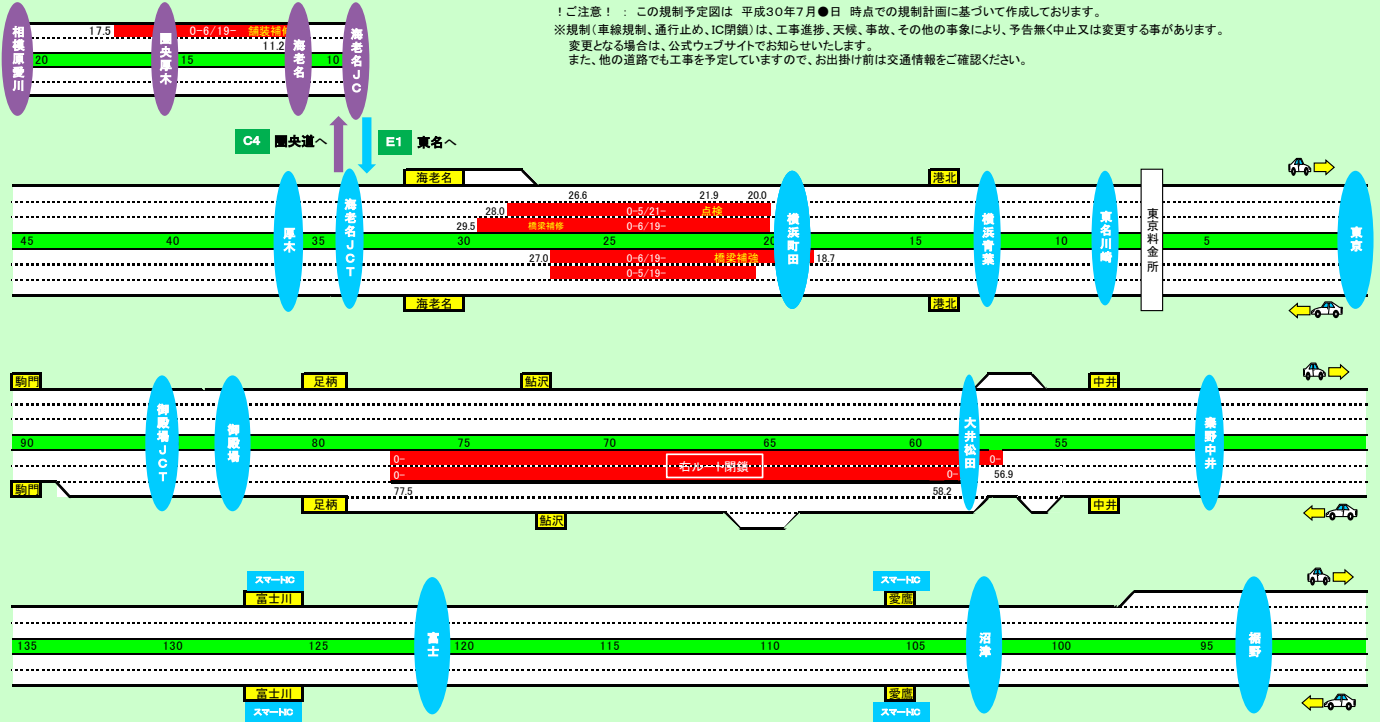 ！ご注意！ ： この規制予定図は 平成30年7月●日 時点での規制計画に基づいて作成しております。
※規制(車線規制、通行止め、IC閉鎖)は、工事進捗、天候、事故、その他の事象により、予告無く中止又は変更する事があります。
変更となる場合は、公式ウェブサイトでお知らせいたします。
また、他の道路でも工事を予定していますので、お出掛け前は交通情報をご確認ください。
相模原愛川
圏央厚木
海老名
海老名JC
17.5
0-6/19-
舗装補修
11.2
20
15
10
C4 圏央道へ
E1 東名へ
海老名
港北
厚木
海老名JCT
横浜町田
横浜青葉
東名川崎
東京料金所
東京
26.6
21.9
20.0
28.0
0-5/21-
点検
29.5
橋梁補修
0-6/19-
45
40
35
30
25
20
15
10
5
27.0
0-6/19-
橋梁補強
18.7
0-5/19-
海老名
港北
駒門
足柄
鮎沢
中井
御殿場JCT
御殿場
大井松田
秦野中井
90
80
75
70
65
60
55
0-
0-
右ルート閉鎖
0-
0-
56.9
77.5
58.2
駒門
足柄
鮎沢
中井
スマートIC
スマートIC
富士川
愛鷹
富士
沼津
裾野
135
130
125
120
115
110
105
100
95
富士川
愛鷹
スマートIC
スマートIC